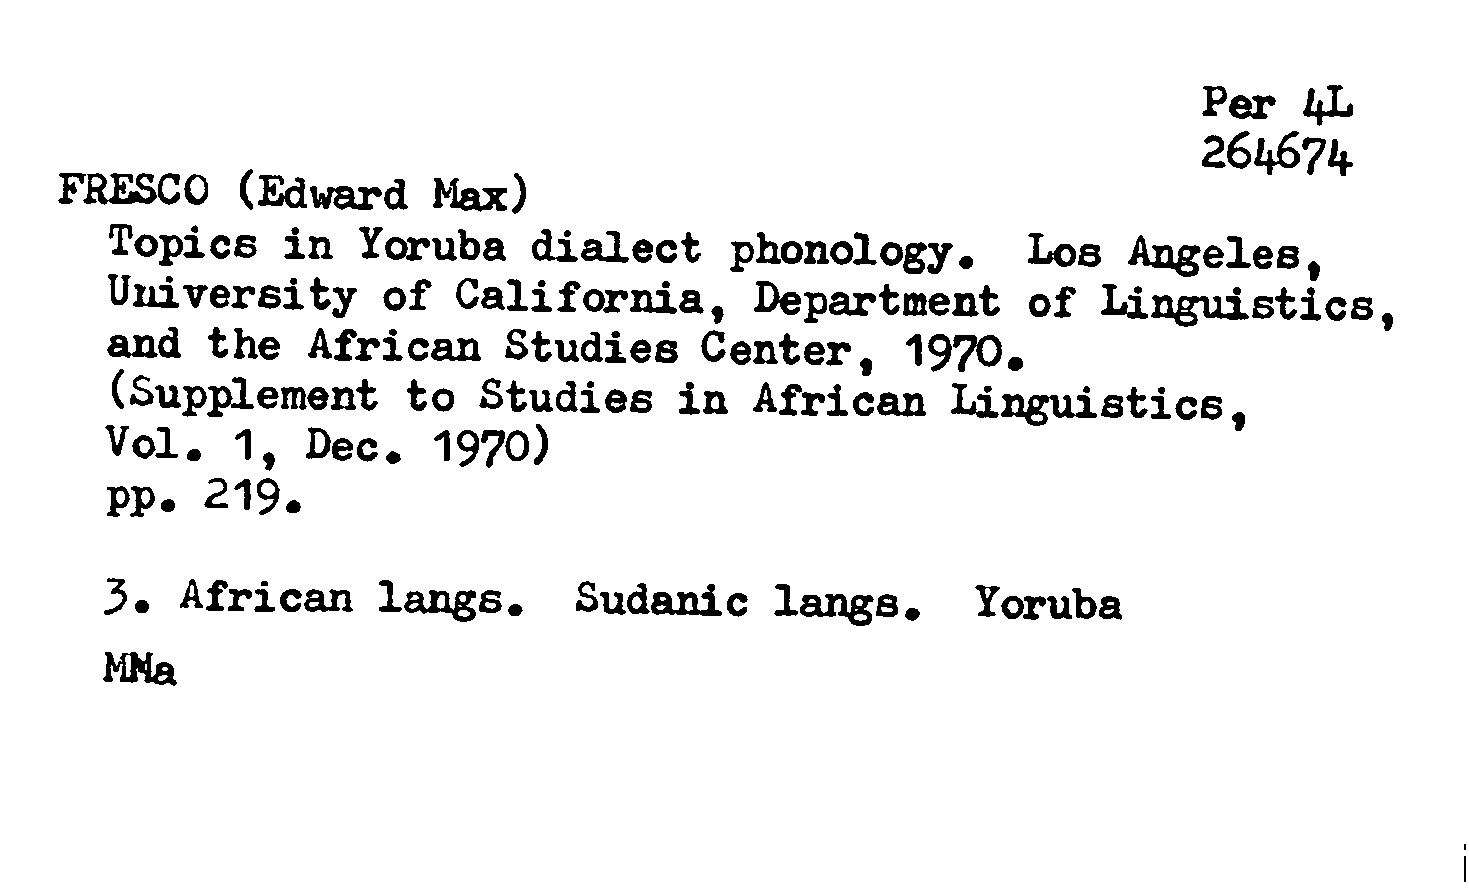 Per 4L
264674
FRESCO (Edward Max)
Topics in Yoruba dialect phonology. Los Angeles,
University of California, Department of Linguistics,
and the African Studies Center, 1970.
(Supplement to Studies in African Linguistics,
Vol. 1, Dec. 1970)
pp. 219.
3. African langs. Sudanic langs. Yoruba
MMa